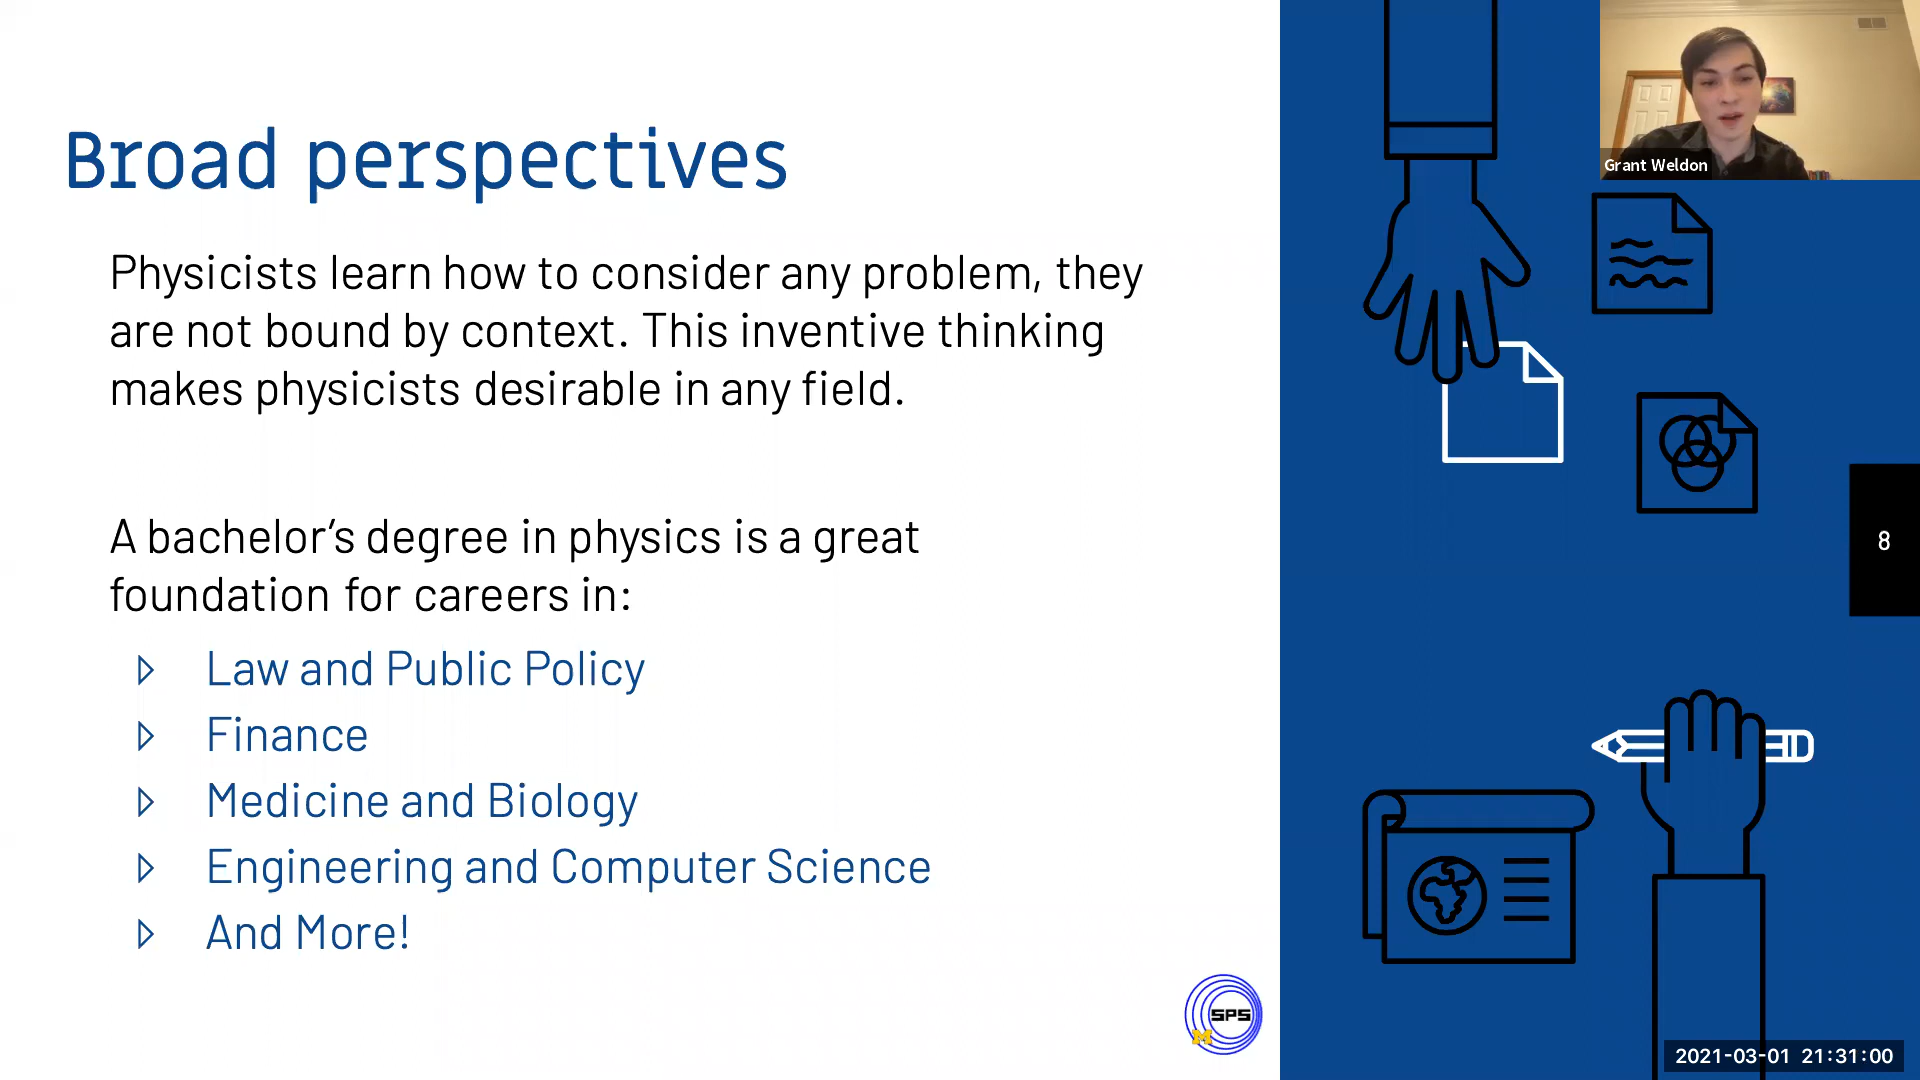 Broad perspectives
Physicists learn how to consider any problem, they
are not bound by context. This inventive thinking
makes physicists desirable in any field.
A bachelor’s degree in physics is a great
foundation for careers in:
Law and Public Policy
Finance
Medicine and Biology
Engineering and Computer Science
And More!
SPS
M
Grant Weldon
8
2021-03-01 21:31:00